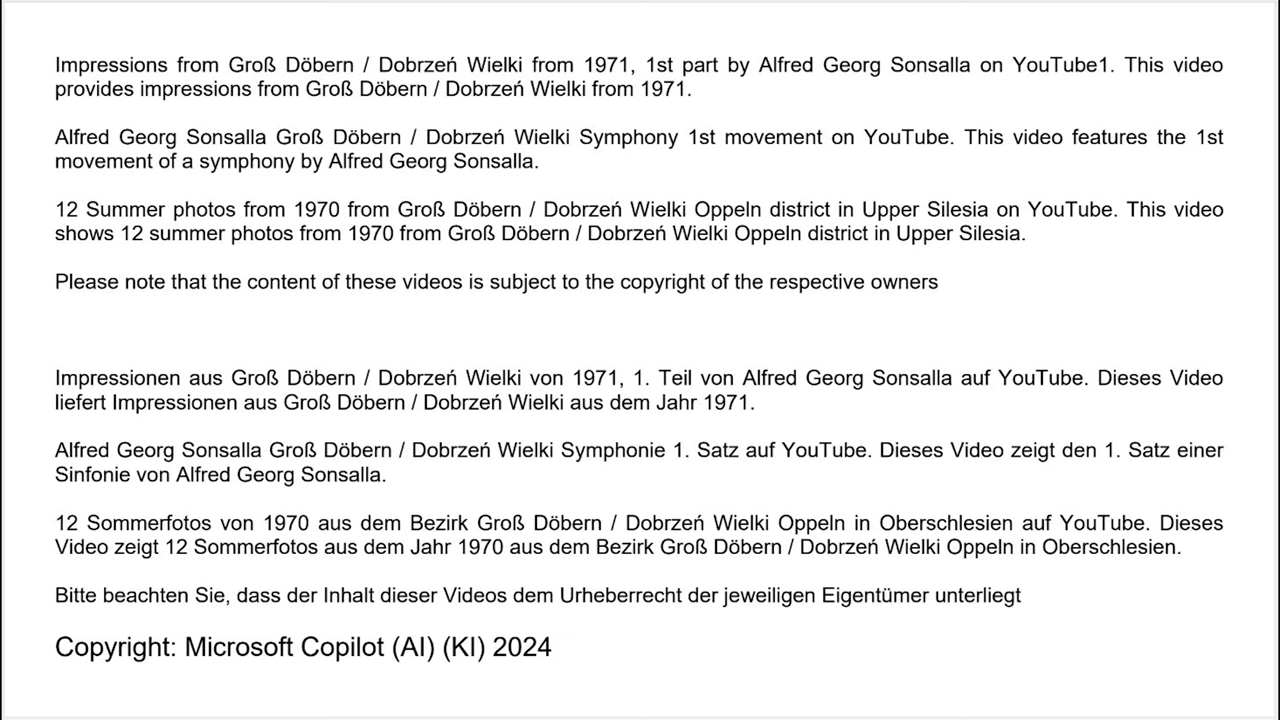 Impressions from Groß Döbern / Dobrzeń Wielki from 1971, 1st part by Alfred Georg Sonsalla on YouTube1. This video
provides impressions from Groß Döbern / Dobrzeń Wielki from 1971.
Alfred Georg Sonsalla Groß Döbern / Dobrzeń Wielki Symphony 1st movement on YouTube. This video features the 1st
movement of a symphony by Alfred Georg Sonsalla.
12 Summer photos from 1970 from Groß Döbern / Dobrzeń Wielki Oppeln district in Upper Silesia on YouTube. This video
shows 12 summer photos from 1970 from Groß Döbern / Dobrzeń Wielki Oppeln district in Upper Silesia.
Please note that the content of these videos is subject to the copyright of the respective owners
Impressionen aus Groß Döbern / Dobrzeń Wielki von 1971, 1. Teil von Alfred Georg Sonsalla auf YouTube. Dieses Video
liefert Impressionen aus Groß Döbern / Dobrzeń Wielki aus dem Jahr 1971.
Alfred Georg Sonsalla Groß Döbern / Dobrzeń Wielki Symphonie 1. Satz auf YouTube. Dieses Video zeigt den 1. Satz einer
Sinfonie von Alfred Georg Sonsalla.
12 Sommerfotos von 1970 aus dem Bezirk Groß Döbern / Dobrzeń Wielki Oppeln in Oberschlesien auf YouTube. Dieses
Video zeigt 12 Sommerfotos aus dem Jahr 1970 aus dem Bezirk Groß Döbern / Dobrzeń Wielki Oppeln in Oberschlesien.
Bitte beachten Sie, dass der Inhalt dieser Videos dem Urheberrecht der jeweiligen Eigentümer unterliegt
Copyright: Microsoft Copilot (AI) (KI) 2024